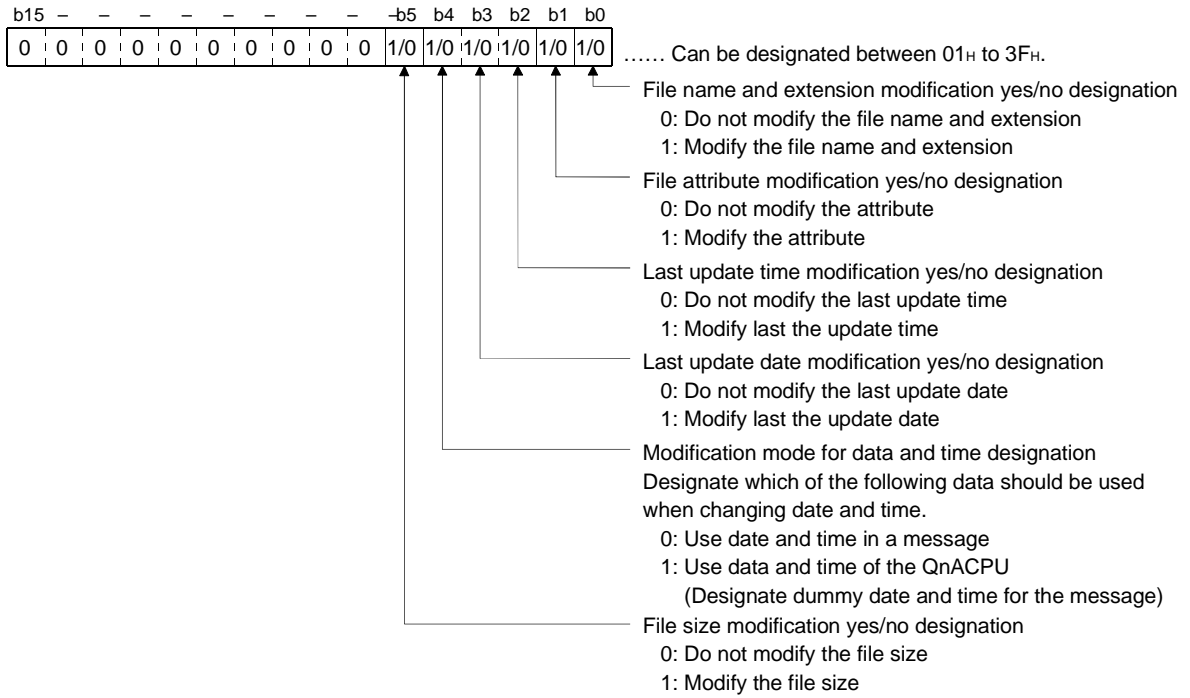 b15 – – – – – – – – –b5 b4 b3 b2 b1 b0
0 0 0 0 0 0 0 0 0 0 1/0 1/0 1/0 1/0 1/0 1/0 …… Can be designated between 01H to 3FH.
File name and extension modification yes/no designation
0: Do not modify the file name and extension
1: Modify the file name and extension
File attribute modification yes/no designation
0: Do not modify the attribute
1: Modify the attribute
Last update time modification yes/no designation
0: Do not modify the last update time
1: Modify last the update time
Last update date modification yes/no designation
0: Do not modify the last update date
1: Modify last the update date
Modification mode for data and time designation
Designate which of the following data should be used
when changing date and time.
0: Use date and time in a message
1: Use data and time of the QnACPU
(Designate dummy date and time for the message)
File size modification yes/no designation
0: Do not modify the file size
1: Modify the file size